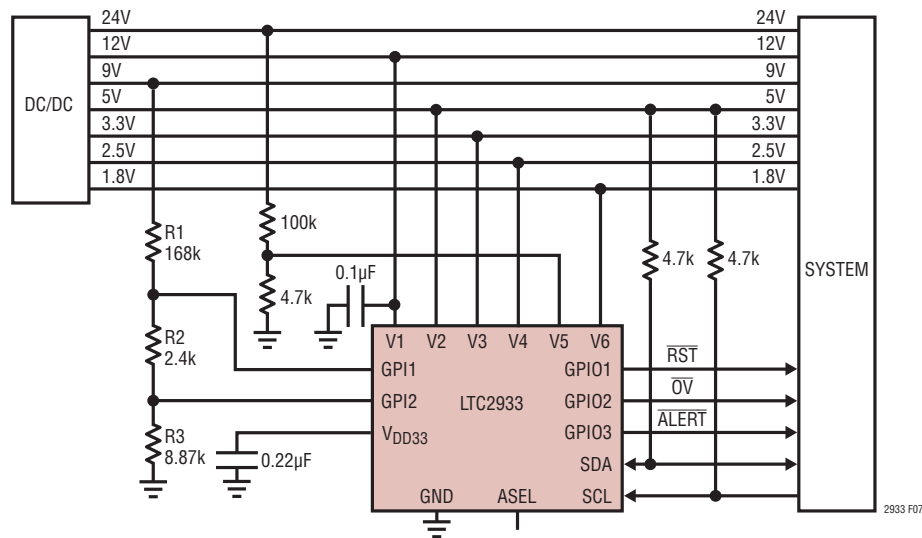 24V
24V
12V
12V
9V
9V
DC/DC
5V
5V
3.3V
3.3V
2.5V
2.5V
1.8V
1.8V
R1
168k
100k
4.7k
4.7k
SYSTEM
0.1µF
4.7k
R2
2.4k
V1 V2 V3 V4 V5 V6
GPI1
GPIO1
RST
GPI2
LTC2933
GPIO2
OV
VDD33
GPIO3
ALERT
R3
8.87k
0.22µF
SDA
GND
ASEL
SCL
2933 F07